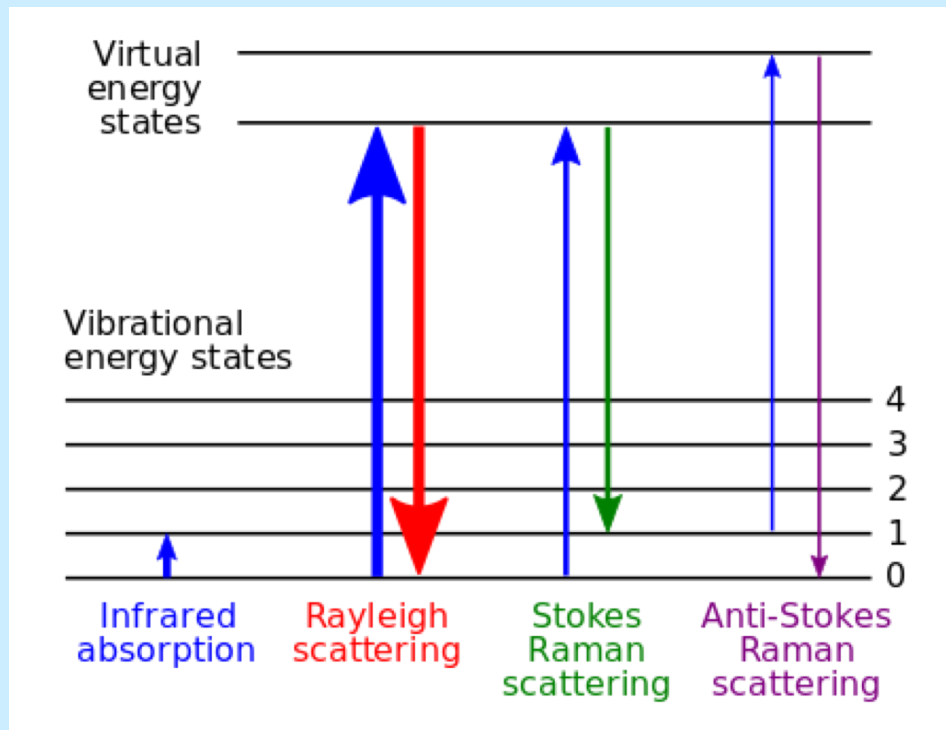 Virtual
energy
states
Vibrational
energy states
4
3
2
1
0
Infrared
absorption
Rayleigh
scattering
Stokes
Raman
scattering
Anti-Stokes
Raman
scattering